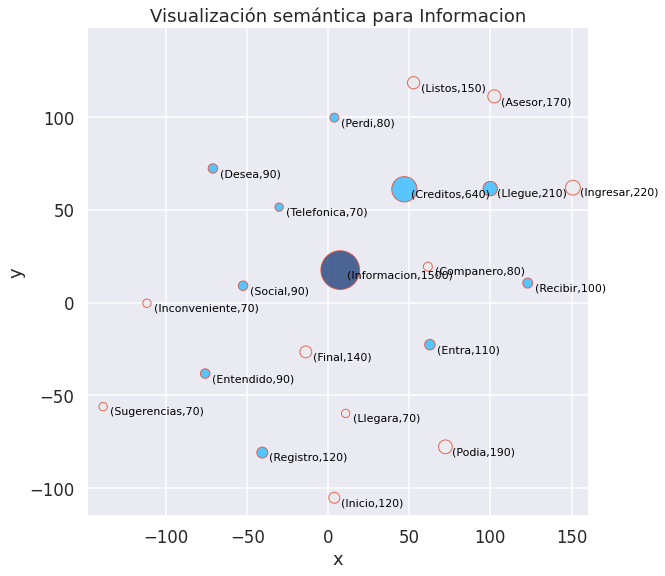 Visualización semántica para Informacion
(Listos,150)
(Asesor,170)
100
(Perdi,80)
(Desea,90)
(Creditos,640)
(Llegue,210)
(Ingresar,220)
50
(Telefonica,70)
(Companero,80)
(Informacion,1500)
(Social,90)
(Recibir,100)
0
(Inconveniente,70)
(Entra,110)
(Final,140)
(Entendido,90)
−50
(Sugerencias,70)
(Llegara,70)
(Podia,190)
(Registro,120)
−100
(Inicio,120)
y
−100 −50 0 50 100 150
x